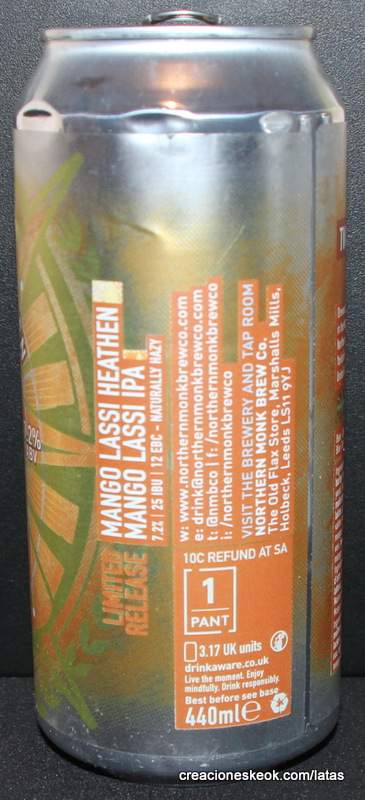 2%
ABV
LIMITED
RELEASE
MANGO LASSI HEATHEN
MANGO LASSI IPA
7.2% | 25 IBU | 12 EBC - NATURALLY HAZY
w: www.northernmonkbrewco.com
e: drink@northernmonkbrewco.com
t: @nmbco | f: /northernmonkbrewco
i: /northernmonkbrewco
VISIT THE BREWERY AND TAP ROOM
NORTHERN MONK BREW Co.
The Old Flax Store, Marshalls Mills,
Holbeck, Leeds LS11 9YJ
10C REFUND AT SA
1
PANT
3.17 UK units
drinkaware.co.uk
Live the moment. Enjoy
mindfully. Drink responsibly.
Best before see base
440ml e
creacioneskeok.com/latas